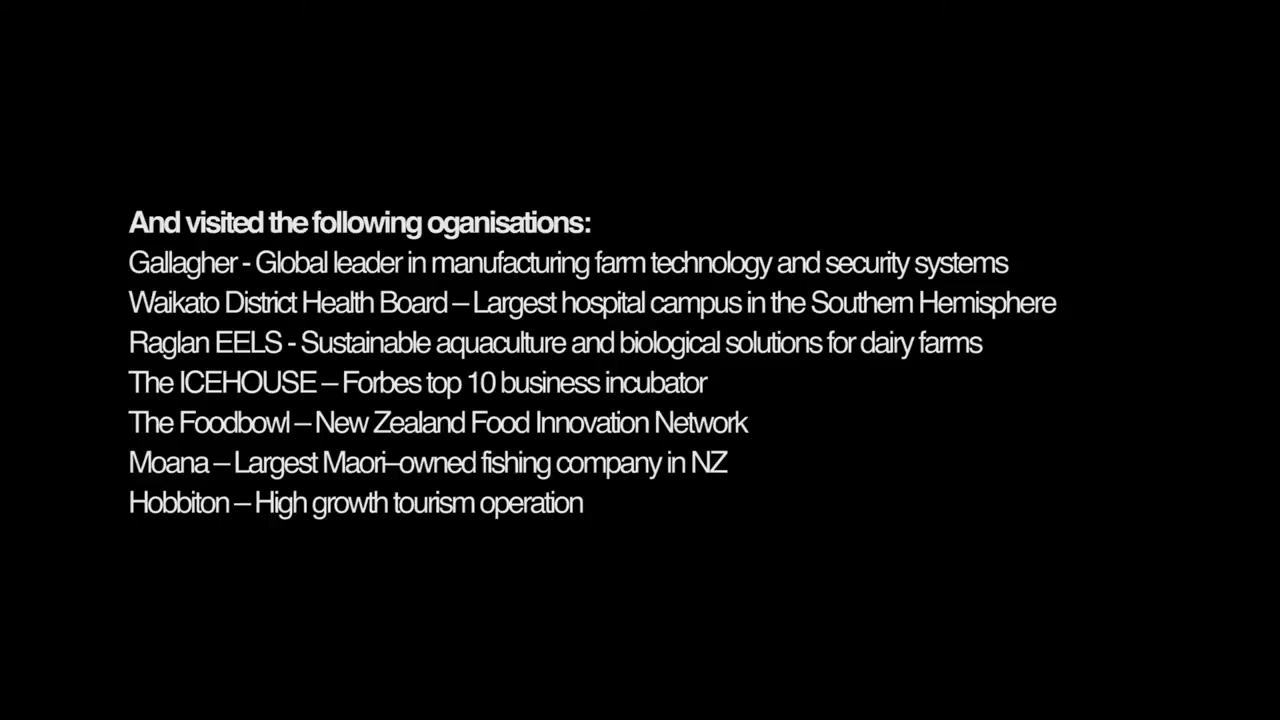 And visited the following oganisations:
Gallagher - Global leader in manufacturing farm technology and security systems
Waikato District Health Board – Largest hospital campus in the Southern Hemisphere
Raglan EELS - Sustainable aquaculture and biological solutions for dairy farms
The ICEHOUSE – Forbes top 10 business incubator
The Foodbowl – New Zealand Food Innovation Network
Moana – Largest Maori–owned fishing company in NZ
Hobbiton – High growth tourism operation